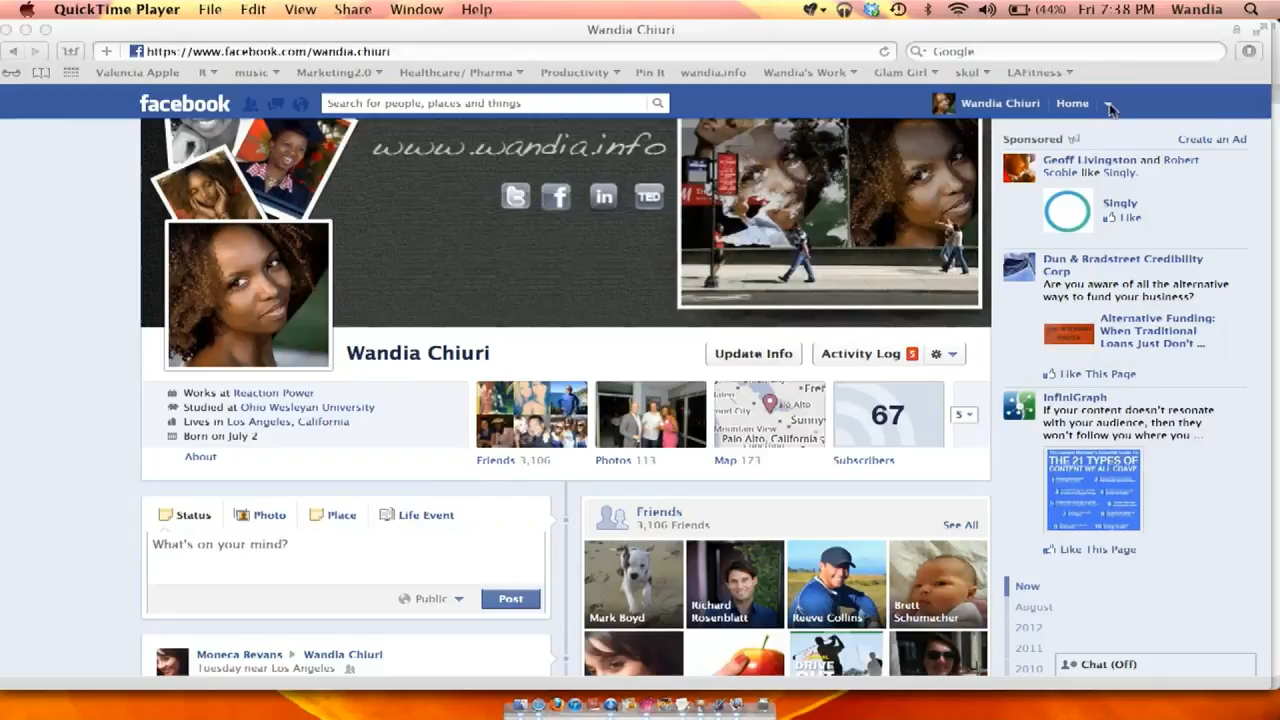 QuickTime Player File Edit View Share Window Help (44%) Fri 7:38 PM Wandia
Wandia Chiuri
https://www.facebook.com/wandia.chiuri Google
Valencia Apple It music Marketing2.0 Healthcare/ Pharma Productivity Pin It wandia.info Wandia's Work Glam Girl skul LAFitness
facebook Search for people, places and things Wandia Chiuri Home
www.wandia.info
TED
Wandia Chiuri
Update Info Activity Log 5
Works at Reaction Power
Studied at Ohio Wesleyan University
Lives in Los Angeles, California
Born on July 2
About
Palo Alto
Sunny
Palo Alto, California
67
5
Friends 3,106 Photos 113 Map 173 Subscribers
Status Photo Place Life Event
What's on your mind?
Public Post
Moneca Revans Wandia Chiuri
Tuesday near Los Angeles
Friends
3,106 Friends See All
Mark Boyd
Richard Rosenblatt
Reeve Collins
Brett Schumacher
DRIVE
Sponsored Create an Ad
Geoff Livingston and Robert
Scoble like Singly.
Singly
Like
Dun & Bradstreet Credibility
Corp
Are you aware of all the alternative
ways to fund your business?
Alternative Funding:
When Traditional
Loans Just Don't ...
Like This Page
InfiniGraph
If your content doesn't resonate
with your audience, then they
won't follow you where you ...
THE 21 TYPES OF
CONTENT WE ALL CRAVE
Like This Page
Now
August
2012
2011
2010
Chat (Off)